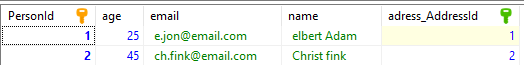 PersonId age email name adress_AddressId
1 25 e.jon@email.com elbert Adam 1
2 45 ch.fink@email.com Christ fink 2